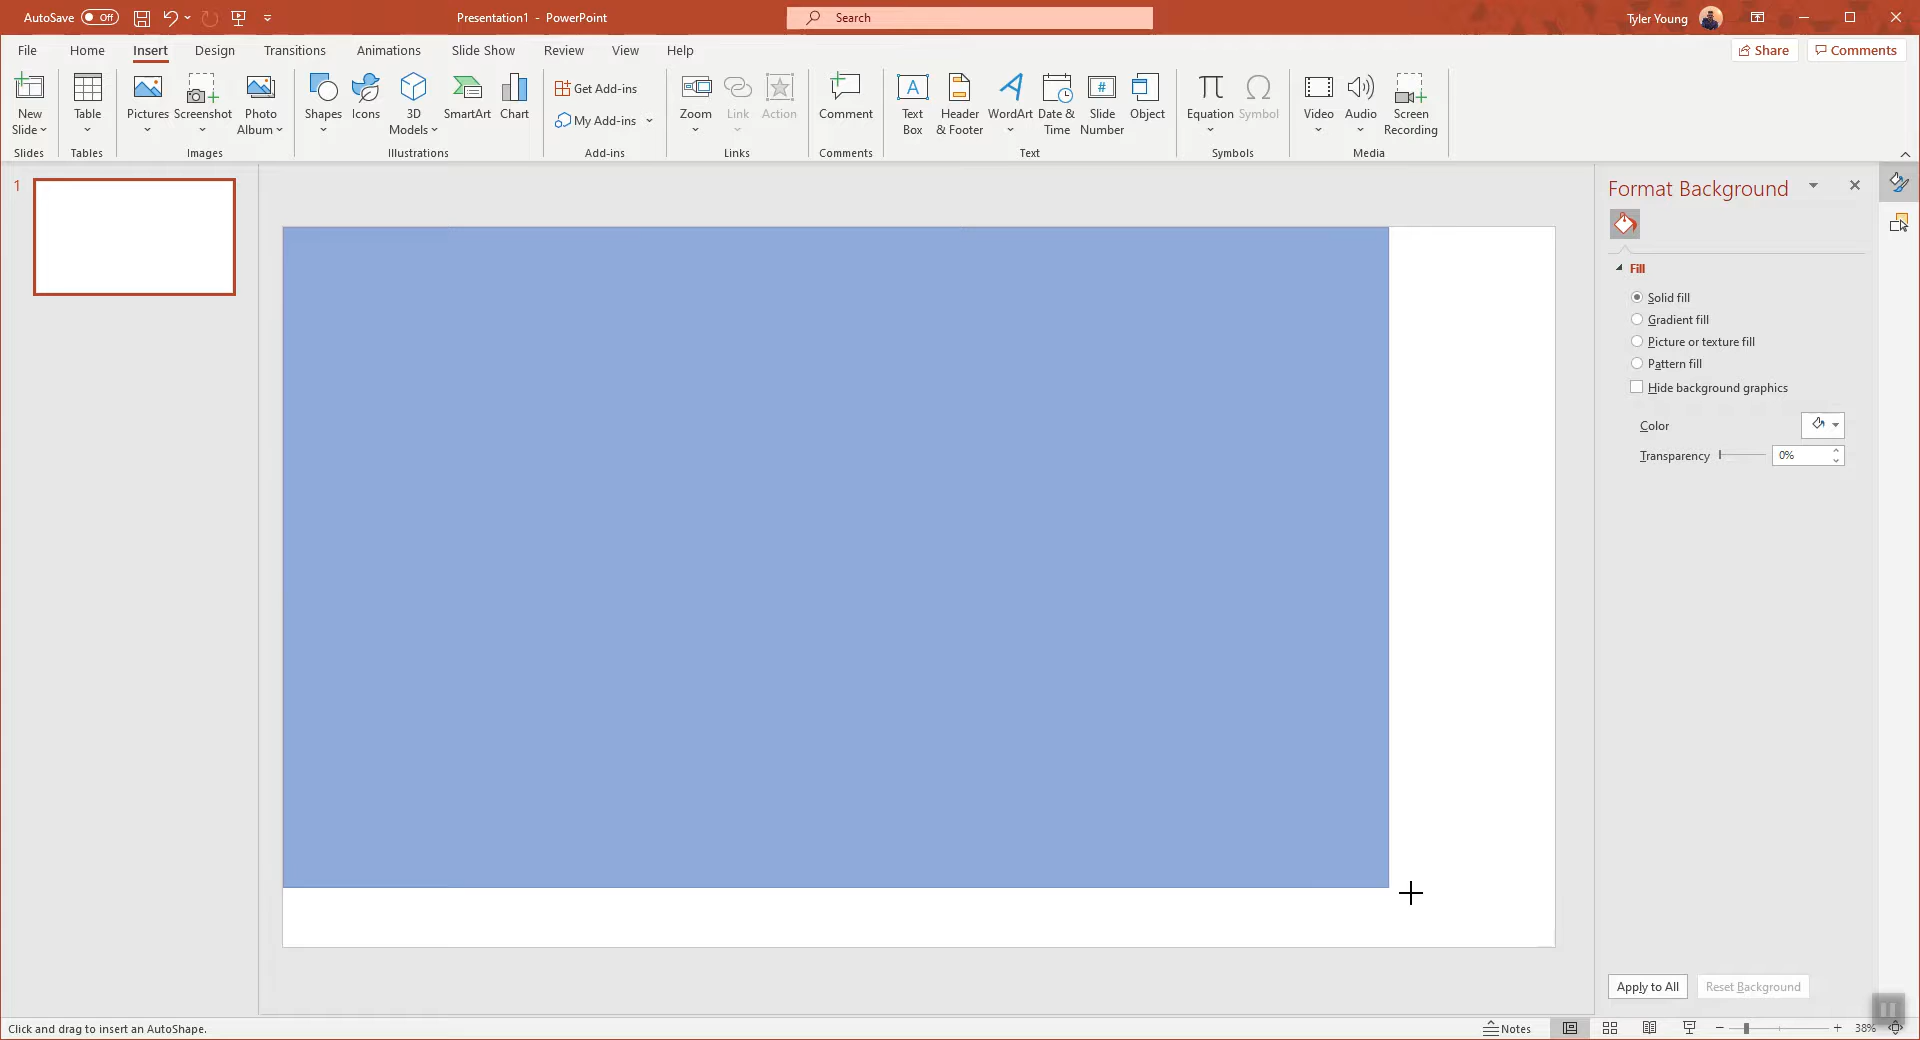 AutoSave Off
Presentation1 - PowerPoint
Search
Tyler Young
File Home Insert Design Transitions Animations Slide Show Review View Help
Share Comments
New Slide
Table
Pictures
Screenshot
Photo Album
Shapes
Icons
3D Models
SmartArt
Chart
Get Add-ins
My Add-ins
Zoom
Link
Action
Comment
Text Box
Header & Footer
WordArt
Date & Time
Slide Number
Object
Equation
Symbol
Video
Audio
Screen Recording
Slides Tables Images Illustrations Add-ins Links Comments Text Symbols Media
1
Format Background
Fill
Solid fill
Gradient fill
Picture or texture fill
Pattern fill
Hide background graphics
Color
Transparency 0%
Apply to All Reset Background
Click and drag to insert an AutoShape.
Notes
38%